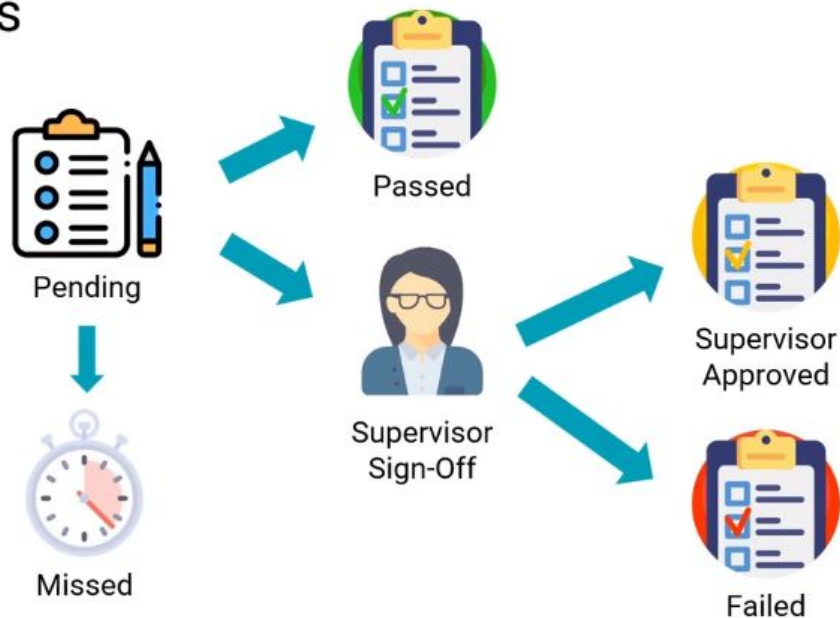 s
Passed
Pending
Supervisor
Sign-Off
Supervisor
Approved
Missed
Failed